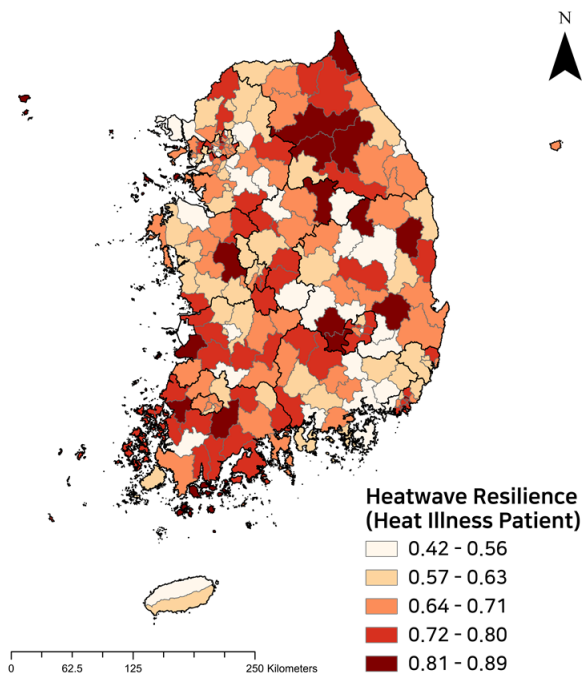 N
Heatwave Resilience
(Heat Illness Patient)
0.42 - 0.56
0.57 - 0.63
0.64 - 0.71
0.72 - 0.80
0.81 - 0.89
0 62.5 125 250 Kilometers